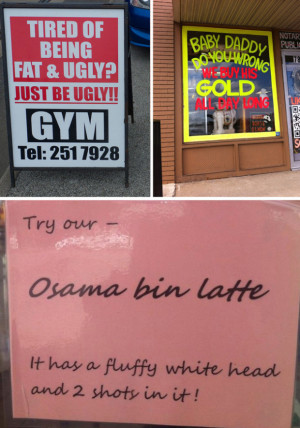 TIRED OF
BEING
FAT & UGLY?
JUST BE UGLY!!
GYM
Tel: 251 7928
BABY DADDY
DO YOU WRONG
WE BUY HIS
GOLD
ALL DAY LONG
NOTARY
PUBLIC
Try our –
Osama bin latte
It has a fluffy white head
and 2 shots in it!